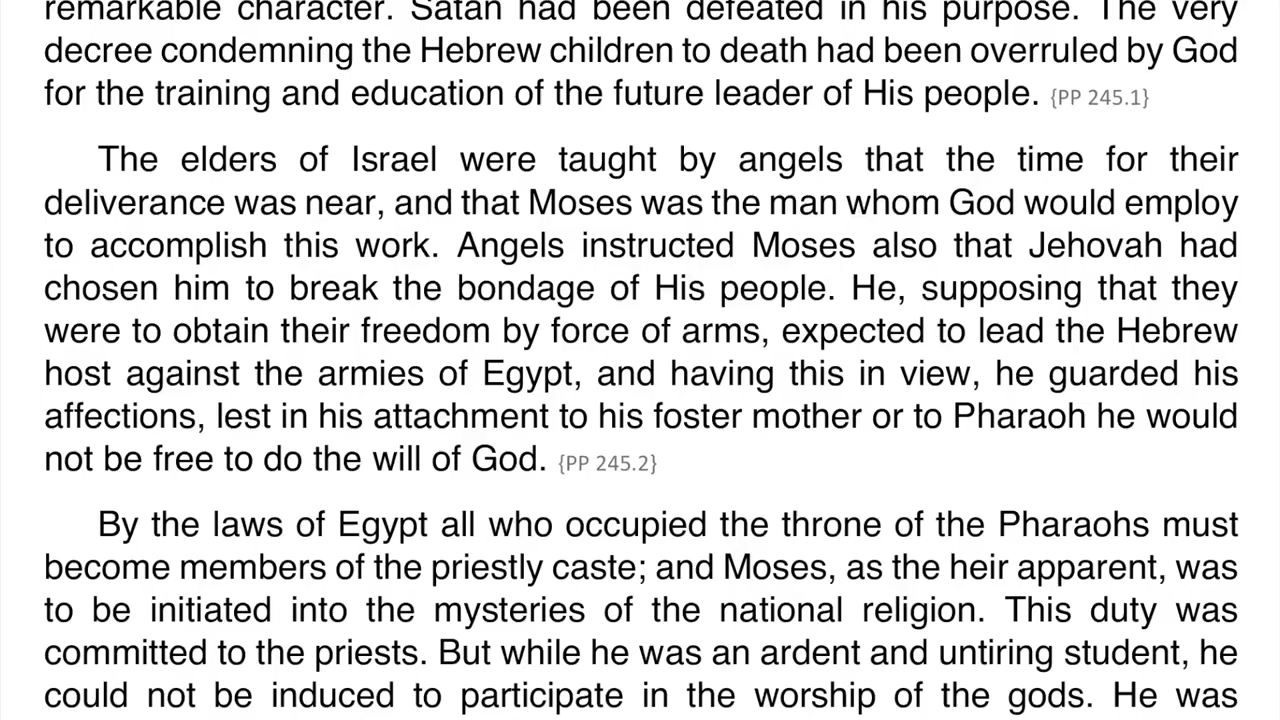 remarkable character. Satan had been defeated in his purpose. The very
decree condemning the Hebrew children to death had been overruled by God
for the training and education of the future leader of His people. {PP 245.1}
The elders of Israel were taught by angels that the time for their
deliverance was near, and that Moses was the man whom God would employ
to accomplish this work. Angels instructed Moses also that Jehovah had
chosen him to break the bondage of His people. He, supposing that they
were to obtain their freedom by force of arms, expected to lead the Hebrew
host against the armies of Egypt, and having this in view, he guarded his
affections, lest in his attachment to his foster mother or to Pharaoh he would
not be free to do the will of God. {PP 245.2}
By the laws of Egypt all who occupied the throne of the Pharaohs must
become members of the priestly caste; and Moses, as the heir apparent, was
to be initiated into the mysteries of the national religion. This duty was
committed to the priests. But while he was an ardent and untiring student, he
could not be induced to participate in the worship of the gods. He was